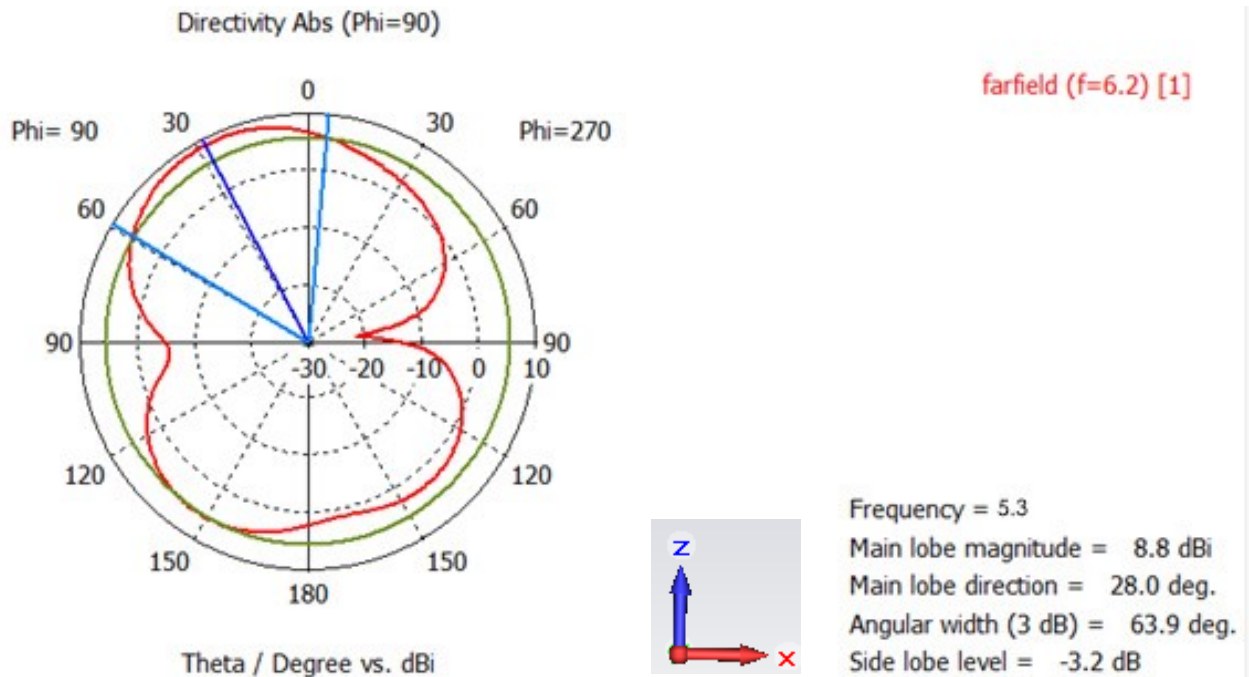 Directivity Abs (Phi=90)
farfield (f=6.2) [1]
0
Phi= 90 30 30 Phi=270
60 60
90 -30 -20 -10 0 10 90
120 120
150 150
180
Theta / Degree vs. dBi
z
x
Frequency = 5.3
Main lobe magnitude = 8.8 dBi
Main lobe direction = 28.0 deg.
Angular width (3 dB) = 63.9 deg.
Side lobe level = -3.2 dB